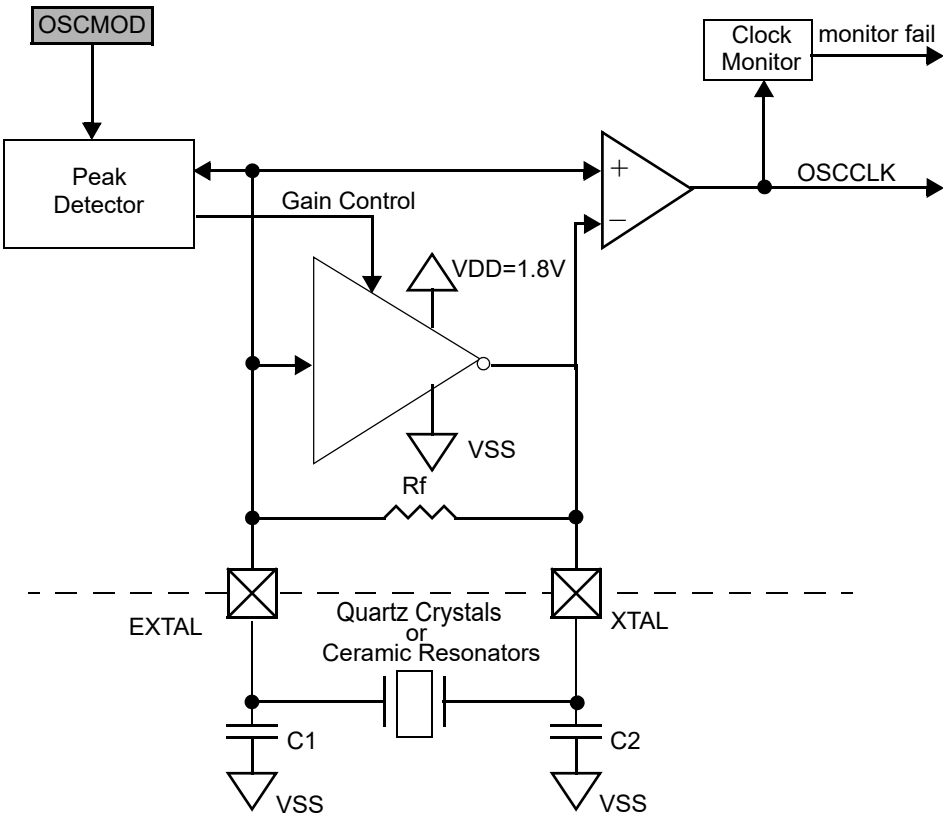 OSCMOD
Clock
Monitor
monitor fail
Peak
Detector
Gain Control
+
−
OSCCLK
VDD=1.8V
VSS
Rf
EXTAL
Quartz Crystals
or
Ceramic Resonators
XTAL
C1
C2
VSS
VSS